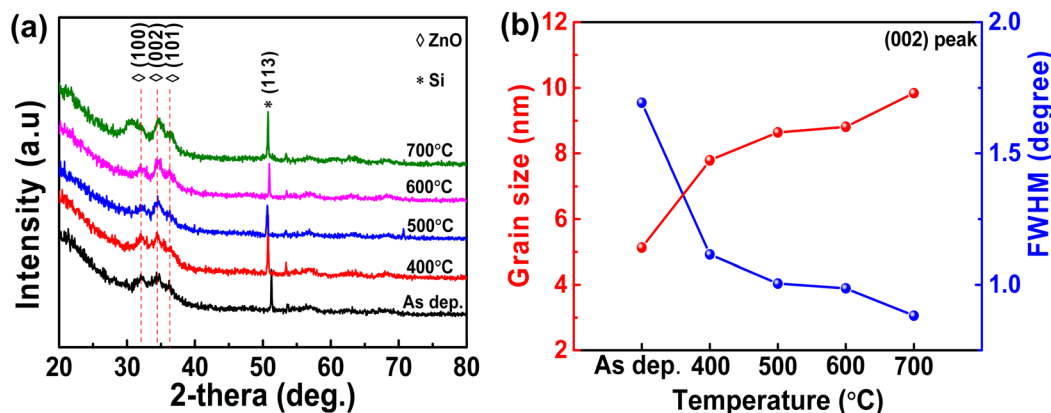 (a)
◊ (100)
◊ (002)
◊ (101)
◊ ZnO
* Si
* (113)
700°C
600°C
500°C
400°C
As dep.
Intensity (a.u)
20 30 40 50 60 70 80
2-thera (deg.)
(b)
(002) peak
12
10
8
6
4
2
Grain size (nm)
2.0
1.5
1.0
FWHM (degree)
As dep. 400 500 600 700
Temperature (°C)